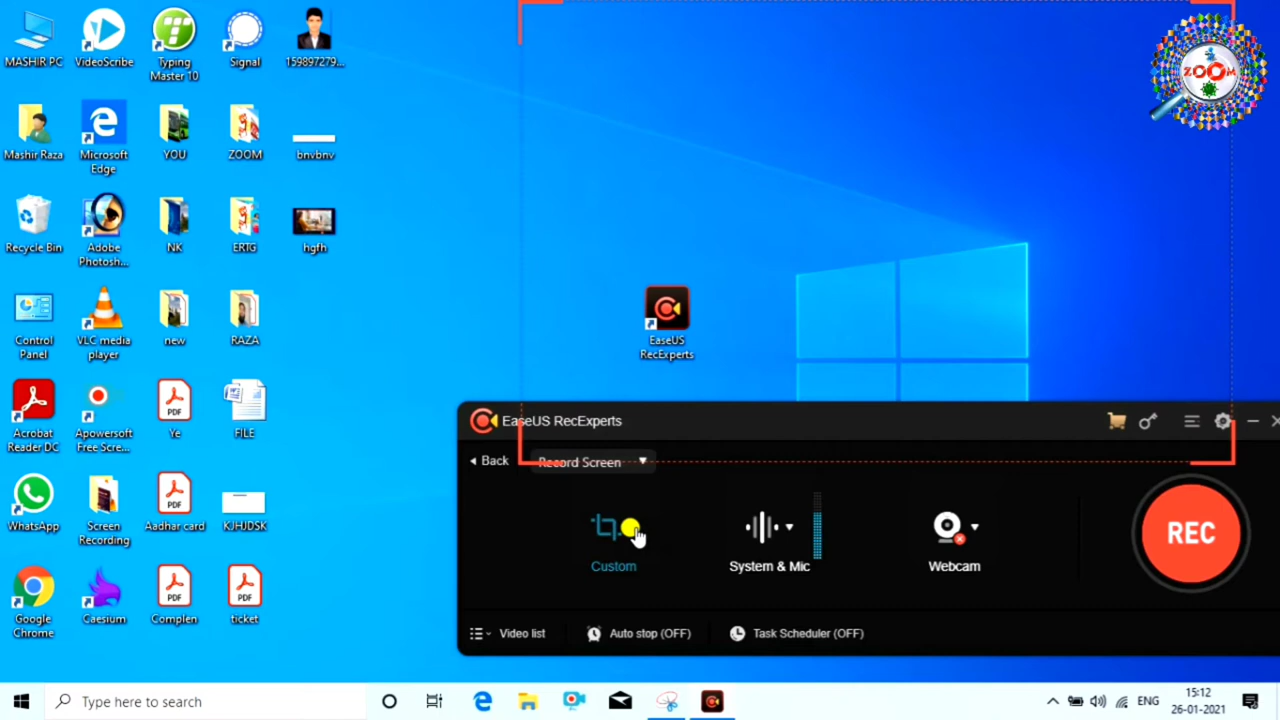 MASHIR PC
VideoScribe
Typing
Master 10
Signal
159897279...
ZOOM
Mashir Raza
Microsoft
Edge
YOU
ZOOM
bnvbnv
Recycle Bin
Adobe
Photosh...
NK
ERTG
hgfh
Control
Panel
VLC media
player
new
RAZA
EaseUS
RecExperts
Acrobat
Reader DC
Apowersoft
Free Scre...
PDF
Ye
FILE
WhatsApp
Screen
Recording
PDF
Aadhar card
KJHJDSK
Google
Chrome
Caesium
PDF
Complen
PDF
ticket
EaseUS RecExperts
Back
Record Screen
Custom
System & Mic
Webcam
REC
Video list
Auto stop (OFF)
Task Scheduler (OFF)
Type here to search
ENG
15:12
26-01-2021